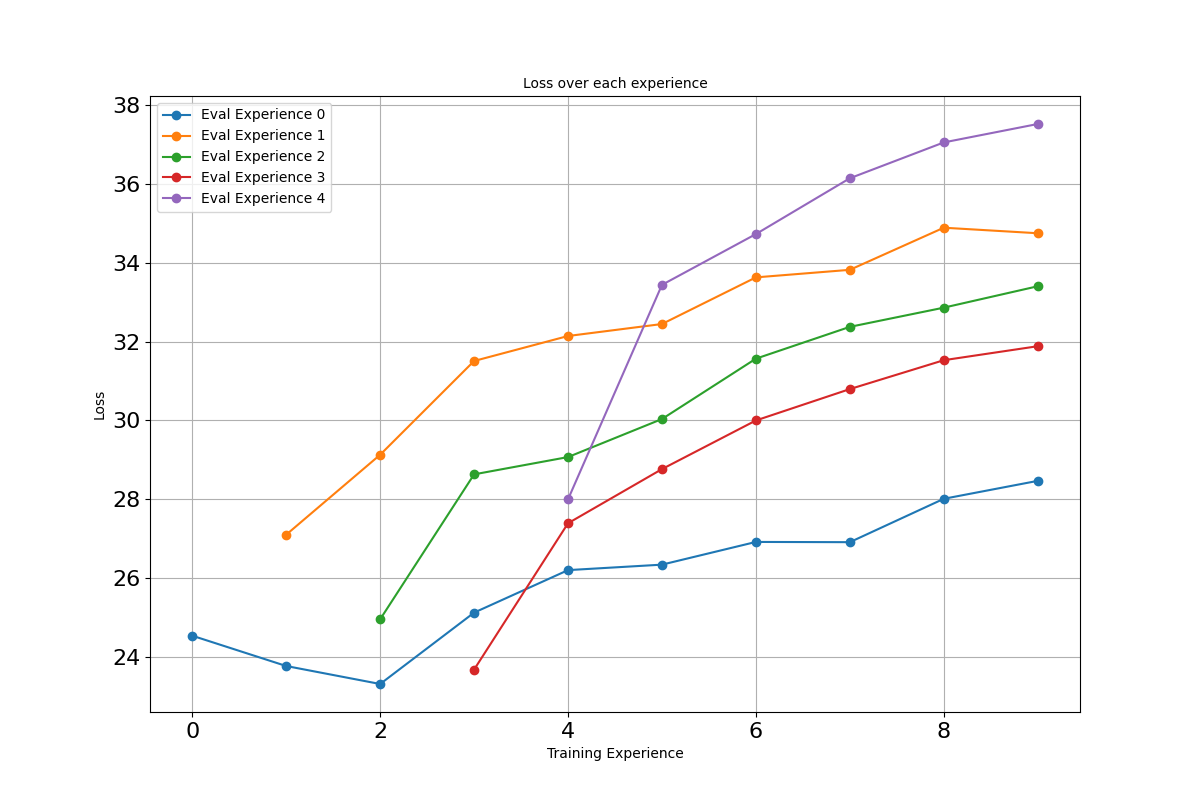 Loss over each experience
Eval Experience 0
Eval Experience 1
Eval Experience 2
Eval Experience 3
Eval Experience 4
38
36
34
32
30
28
26
24
Loss
0 2 4 6 8
Training Experience